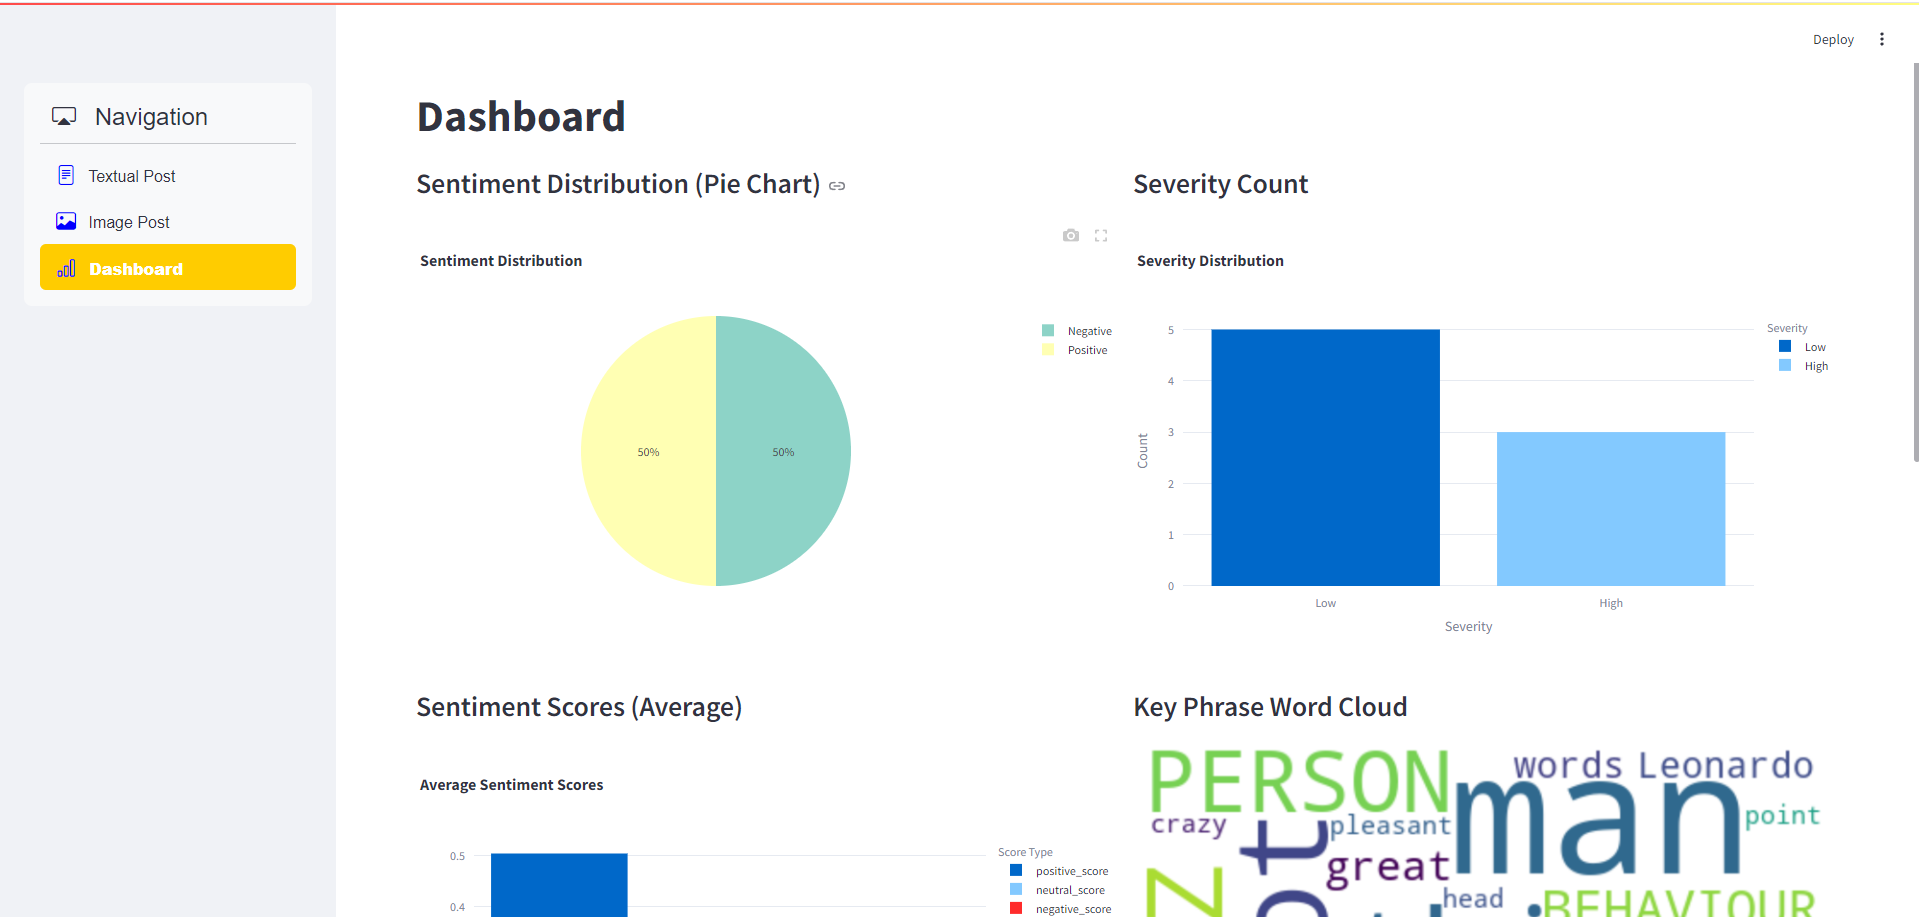 Deploy
Navigation
Textual Post
Image Post
Dashboard
Dashboard
Sentiment Distribution (Pie Chart)
Sentiment Distribution
Negative
Positive
50%
50%
Severity Count
Severity Distribution
Severity
Low
High
5
4
3
2
1
0
Count
Low
High
Severity
Sentiment Scores (Average)
Average Sentiment Scores
0.5
0.4
Score Type
positive_score
neutral_score
negative_score
Key Phrase Word Cloud
PERSON
words
Leonardo
man
crazy
pleasant
point
great
head
BEHAVIOUR